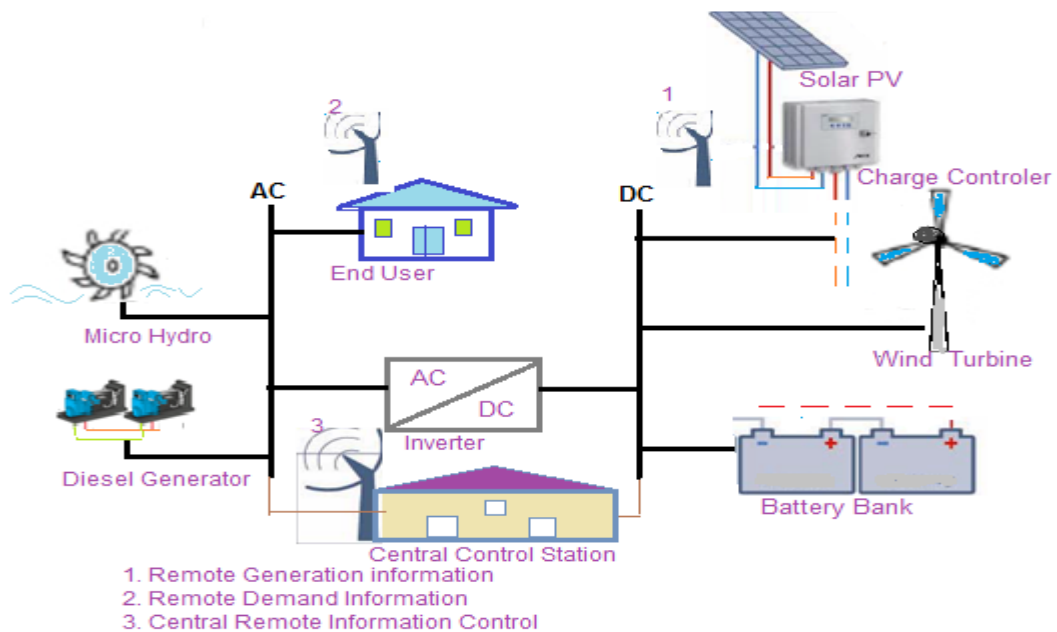 Solar PV
2
1
Charge Controler
AC
DC
End User
Micro Hydro
Wind Turbine
AC
DC
Inverter
3
Diesel Generator
- + - +
Battery Bank
Central Control Station
1. Remote Generation information
2. Remote Demand Information
3. Central Remote Information Control